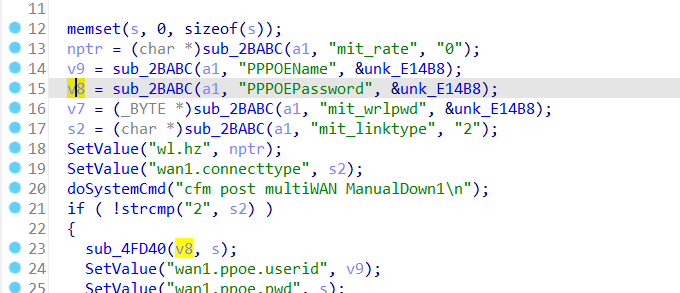 11
12 memset(s, 0, sizeof(s));
13 nptr = (char *)sub_2BABC(a1, "mit_rate", "0");
14 v9 = sub_2BABC(a1, "PPPOEName", &unk_E14B8);
15 v8 = sub_2BABC(a1, "PPPOEPassword", &unk_E14B8);
16 v7 = (_BYTE *)sub_2BABC(a1, "mit_wrlpwd", &unk_E14B8);
17 s2 = (char *)sub_2BABC(a1, "mit_linktype", "2");
18 SetValue("wl.hz", nptr);
19 SetValue("wan1.connecttype", s2);
20 doSystemCmd("cfm post multiWAN ManualDown1\n");
21 if ( !strcmp("2", s2) )
22 {
23 sub_4FD40(v8, s);
24 SetValue("wan1.ppoe.userid", v9);
25 SetValue("wan1.ppoe.pwd", s);